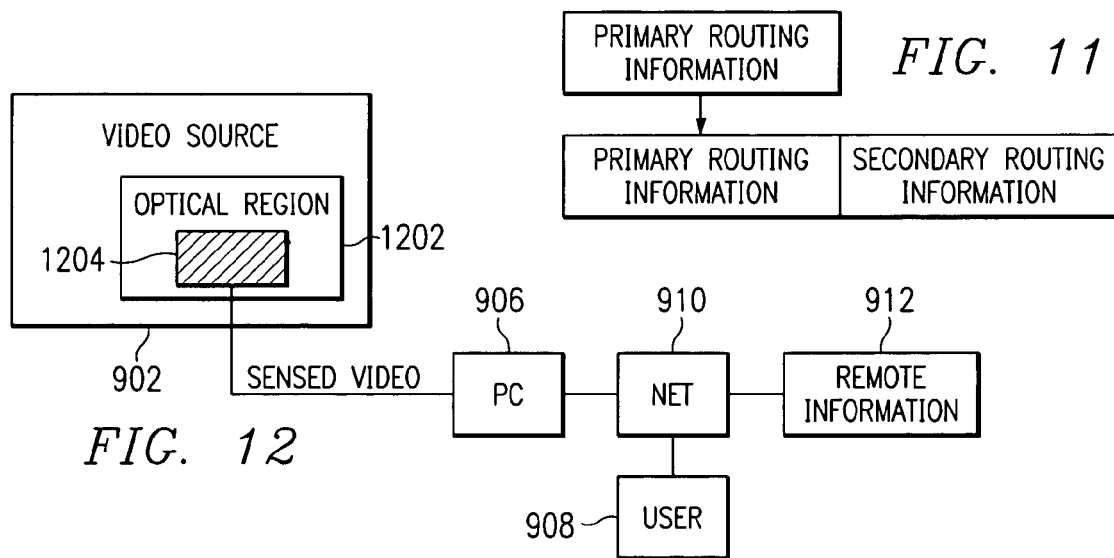 PRIMARY ROUTING
INFORMATION
FIG. 11
PRIMARY ROUTING
INFORMATION
SECONDARY ROUTING
INFORMATION
VIDEO SOURCE
OPTICAL REGION
1204
1202
902
SENSED VIDEO
906
PC
910
NET
912
REMOTE
INFORMATION
908
USER
FIG. 12